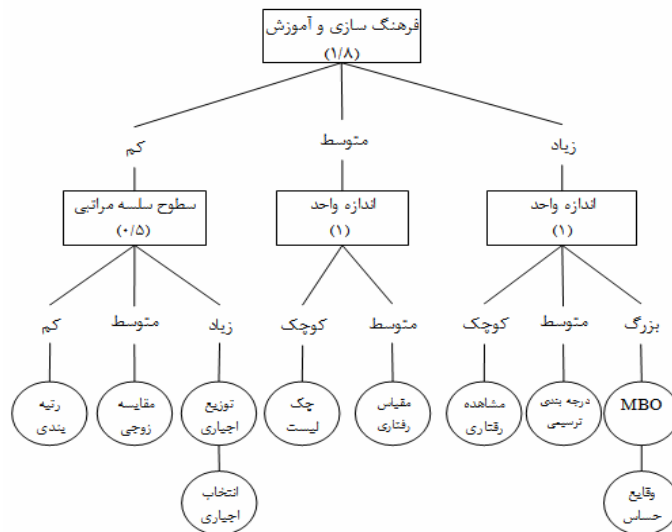 فرهنگ سازی و آموزش
(۱/۸)
زیاد
متوسط
کم
اندازه واحد
(۱)
اندازه واحد
(۱)
سطوح سلسه مراتبی
(۰/۵)
بزرگ
متوسط
کوچک
متوسط
کوچک
زیاد
متوسط
کم
MBO
درجه بندی
ترسیمی
مشاهده
رفتاری
مقیاس
رفتاری
چک
لیست
توزیع
اجباری
مقایسه
زوجی
رتبه
بندی
وقایع
حساس
انتخاب
اجباری